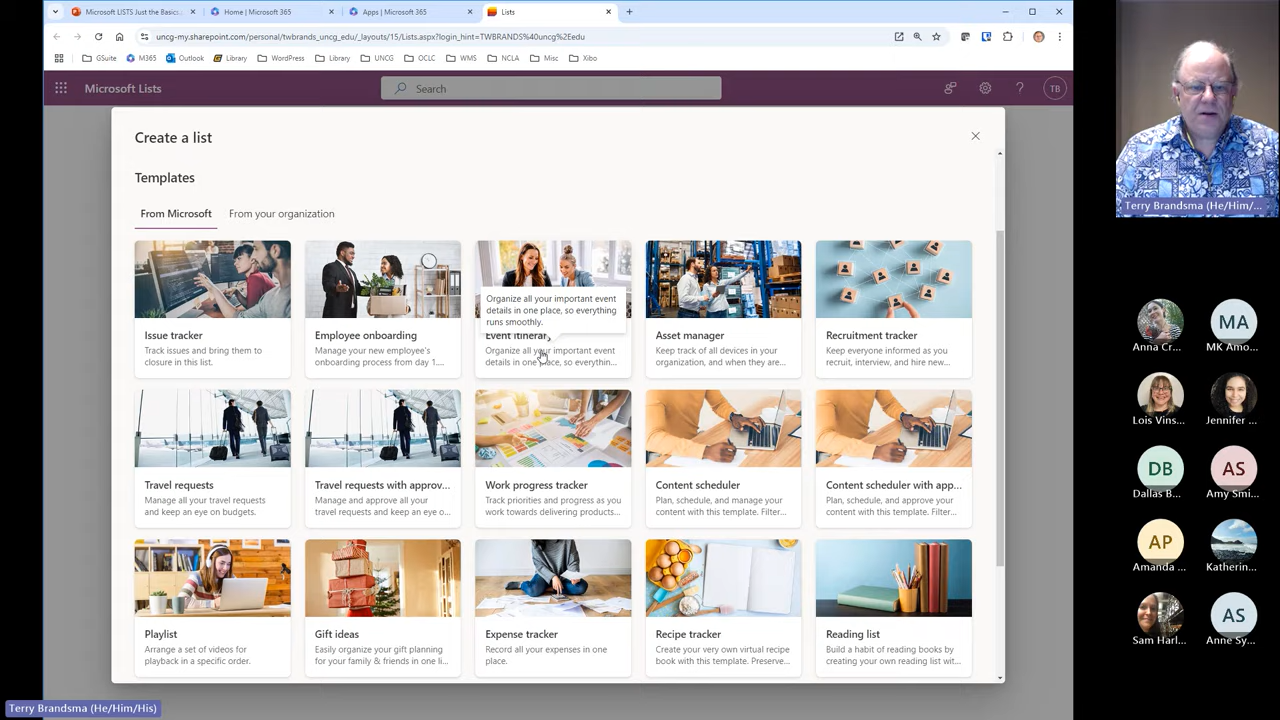 Microsoft LISTS Just the Basics.
Home | Microsoft 365
Apps | Microsoft 365
Lists
uncg-my.sharepoint.com/personal/twbrands_uncg_edu/_layouts/15/Lists.aspx?login_hint=TWBRANDS%40uncg%2Eedu
GSuite
M365
Outlook
Library
WordPress
Library
UNCG
OCLC
WMS
NCLA
Misc
Xibo
Microsoft Lists
Search
TB
Create a list
Templates
From Microsoft
From your organization
Issue tracker
Track issues and bring them to
closure in this list.
Employee onboarding
Manage your new employee's
onboarding process from day 1....
Organize all your important event
details in one place, so everything
runs smoothly.
Event itinerary
Organize all your important event
details in one place, so everythin...
Asset manager
Keep track of all devices in your
organization, and when they are...
Recruitment tracker
Keep everyone informed as you
recruit, interview, and hire new...
Travel requests
Manage all your travel requests
and keep an eye on budgets.
Travel requests with approv...
Manage and approve all your
travel requests and keep an eye o...
Work progress tracker
Track priorities and progress as you
work towards delivering products...
Content scheduler
Plan, schedule, and manage your
content with this template. Filter...
Content scheduler with app...
Plan, schedule, and approve your
content with this template. Filter...
Playlist
Arrange a set of videos for
playback in a specific order.
Gift ideas
Easily organize your gift planning
for your family & friends in one li...
Expense tracker
Record all your expenses in one
place.
Recipe tracker
Create your very own virtual recipe
book with this template. Preserve...
Reading list
Build a habit of reading books by
creating your own reading list wit...
Terry Brandsma (He/Him/...
Anna Cr...
MA
MK Amo...
Lois Vins...
Jennifer ...
DB
Dallas B...
AS
Amy Smi...
AP
Amanda ...
Katherin...
Sam Harl...
AS
Anne Sy...
Terry Brandsma (He/Him/His)